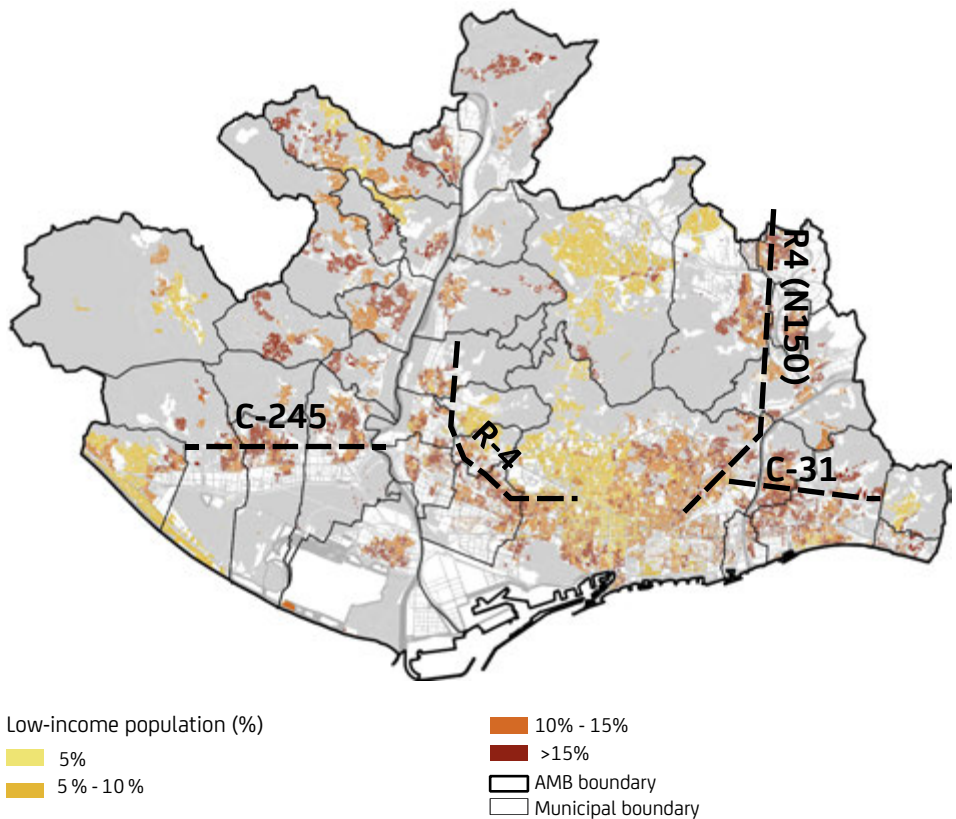 R4 (N150)
C-245
R-4
C-31
Low-income population (%)
5%
5 % - 10 %
10% - 15%
>15%
AMB boundary
Municipal boundary